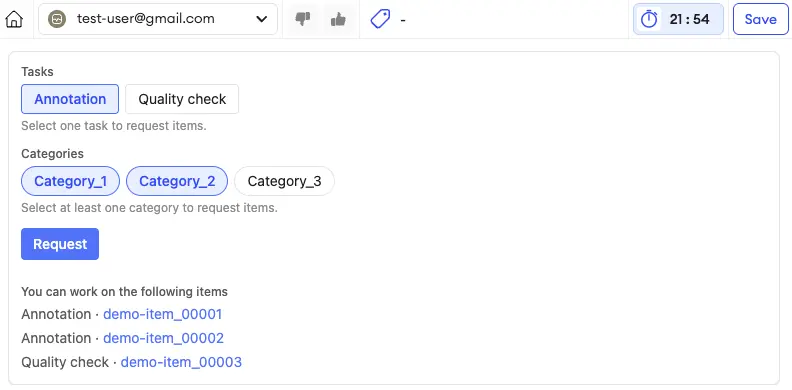 test-user@gmail.com - 21 : 54 Save
Tasks
Annotation Quality check
Select one task to request items.
Categories
Category_1 Category_2 Category_3
Select at least one category to request items.
Request
You can work on the following items
Annotation · demo-item_00001
Annotation · demo-item_00002
Quality check · demo-item_00003